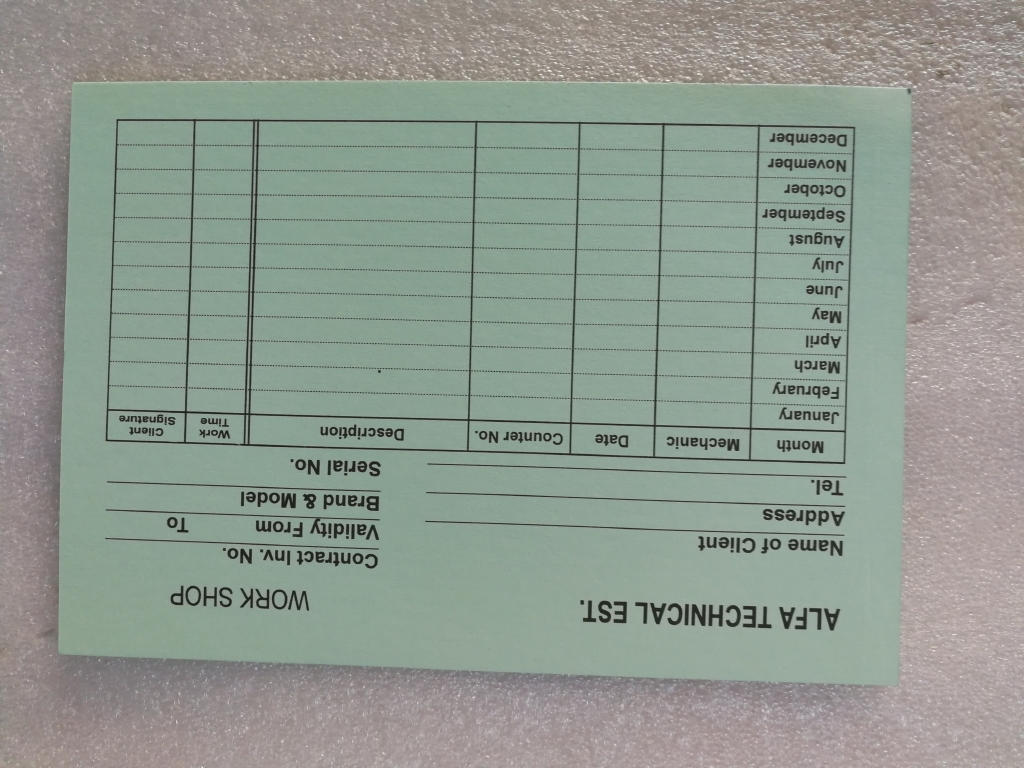 ALFA TECHNICAL EST. WORK SHOP
Name of Client Contract Inv. No.
Address Validity From To
Tel. Brand & Model
Serial No.
Month Mechanic Date Counter No. Description Work Time Client Signature
January
February
March
April
May
June
July
August
September
October
November
December